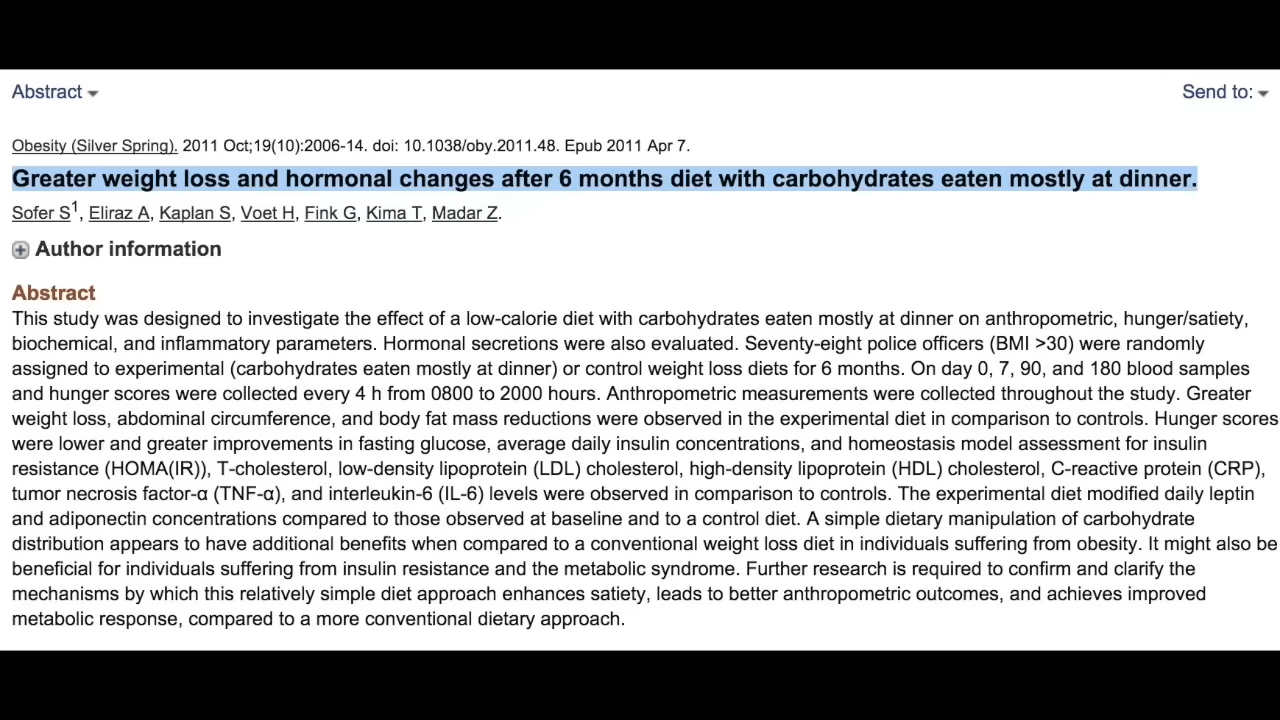 Abstract
Send to:
Obesity (Silver Spring). 2011 Oct;19(10):2006-14. doi: 10.1038/oby.2011.48. Epub 2011 Apr 7.
Greater weight loss and hormonal changes after 6 months diet with carbohydrates eaten mostly at dinner.
Sofer S1, Eliraz A, Kaplan S, Voet H, Fink G, Kima T, Madar Z.
Author information
Abstract
This study was designed to investigate the effect of a low-calorie diet with carbohydrates eaten mostly at dinner on anthropometric, hunger/satiety,
biochemical, and inflammatory parameters. Hormonal secretions were also evaluated. Seventy-eight police officers (BMI >30) were randomly
assigned to experimental (carbohydrates eaten mostly at dinner) or control weight loss diets for 6 months. On day 0, 7, 90, and 180 blood samples
and hunger scores were collected every 4 h from 0800 to 2000 hours. Anthropometric measurements were collected throughout the study. Greater
weight loss, abdominal circumference, and body fat mass reductions were observed in the experimental diet in comparison to controls. Hunger scores
were lower and greater improvements in fasting glucose, average daily insulin concentrations, and homeostasis model assessment for insulin
resistance (HOMA(IR)), T-cholesterol, low-density lipoprotein (LDL) cholesterol, high-density lipoprotein (HDL) cholesterol, C-reactive protein (CRP),
tumor necrosis factor-α (TNF-α), and interleukin-6 (IL-6) levels were observed in comparison to controls. The experimental diet modified daily leptin
and adiponectin concentrations compared to those observed at baseline and to a control diet. A simple dietary manipulation of carbohydrate
distribution appears to have additional benefits when compared to a conventional weight loss diet in individuals suffering from obesity. It might also be
beneficial for individuals suffering from insulin resistance and the metabolic syndrome. Further research is required to confirm and clarify the
mechanisms by which this relatively simple diet approach enhances satiety, leads to better anthropometric outcomes, and achieves improved
metabolic response, compared to a more conventional dietary approach.